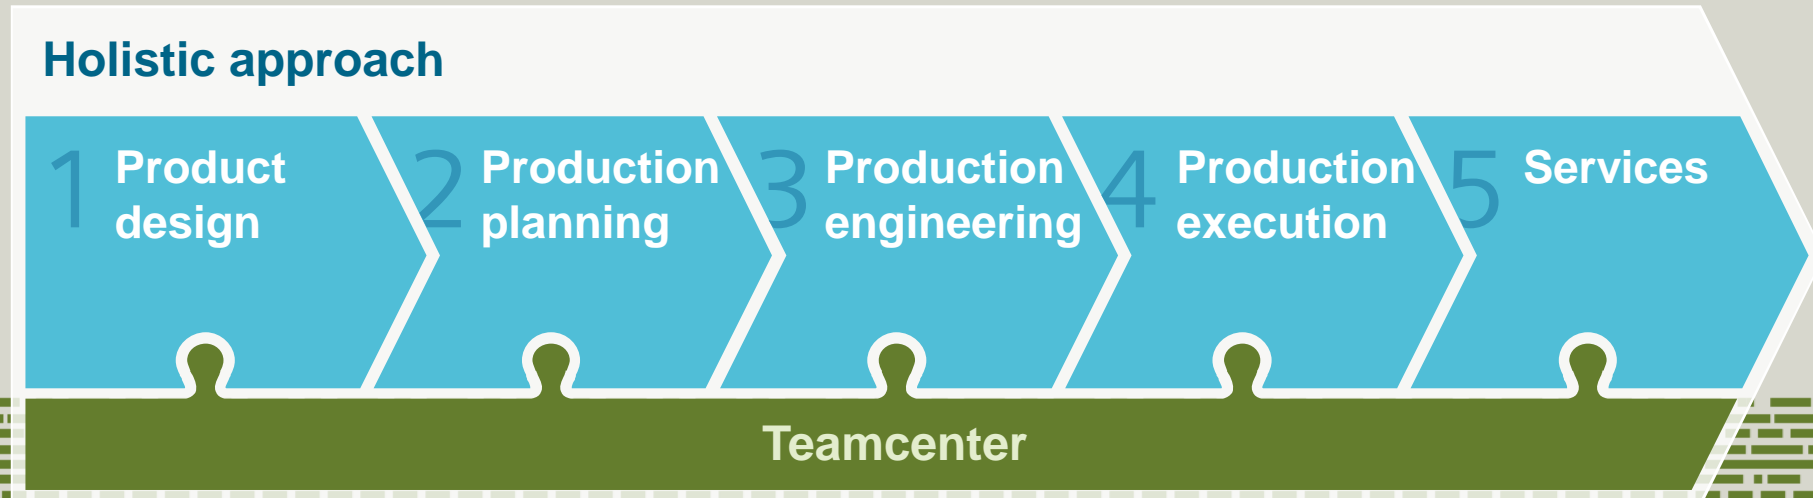 Holistic approach
1 Product
design
2 Production
planning
3 Production
engineering
4 Production
execution
5 Services
Teamcenter